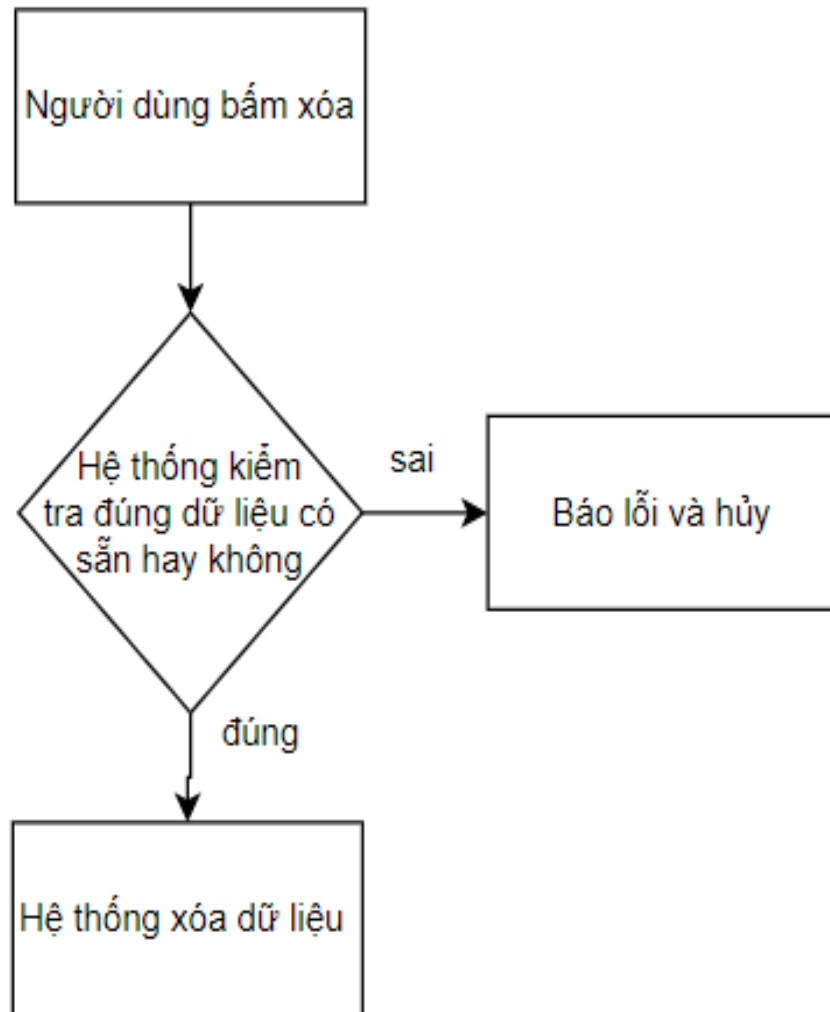 Người dùng bấm xóa
Hệ thống kiểm
tra đúng dữ liệu có
sẵn hay không
sai
Báo lỗi và hủy
đúng
Hệ thống xóa dữ liệu